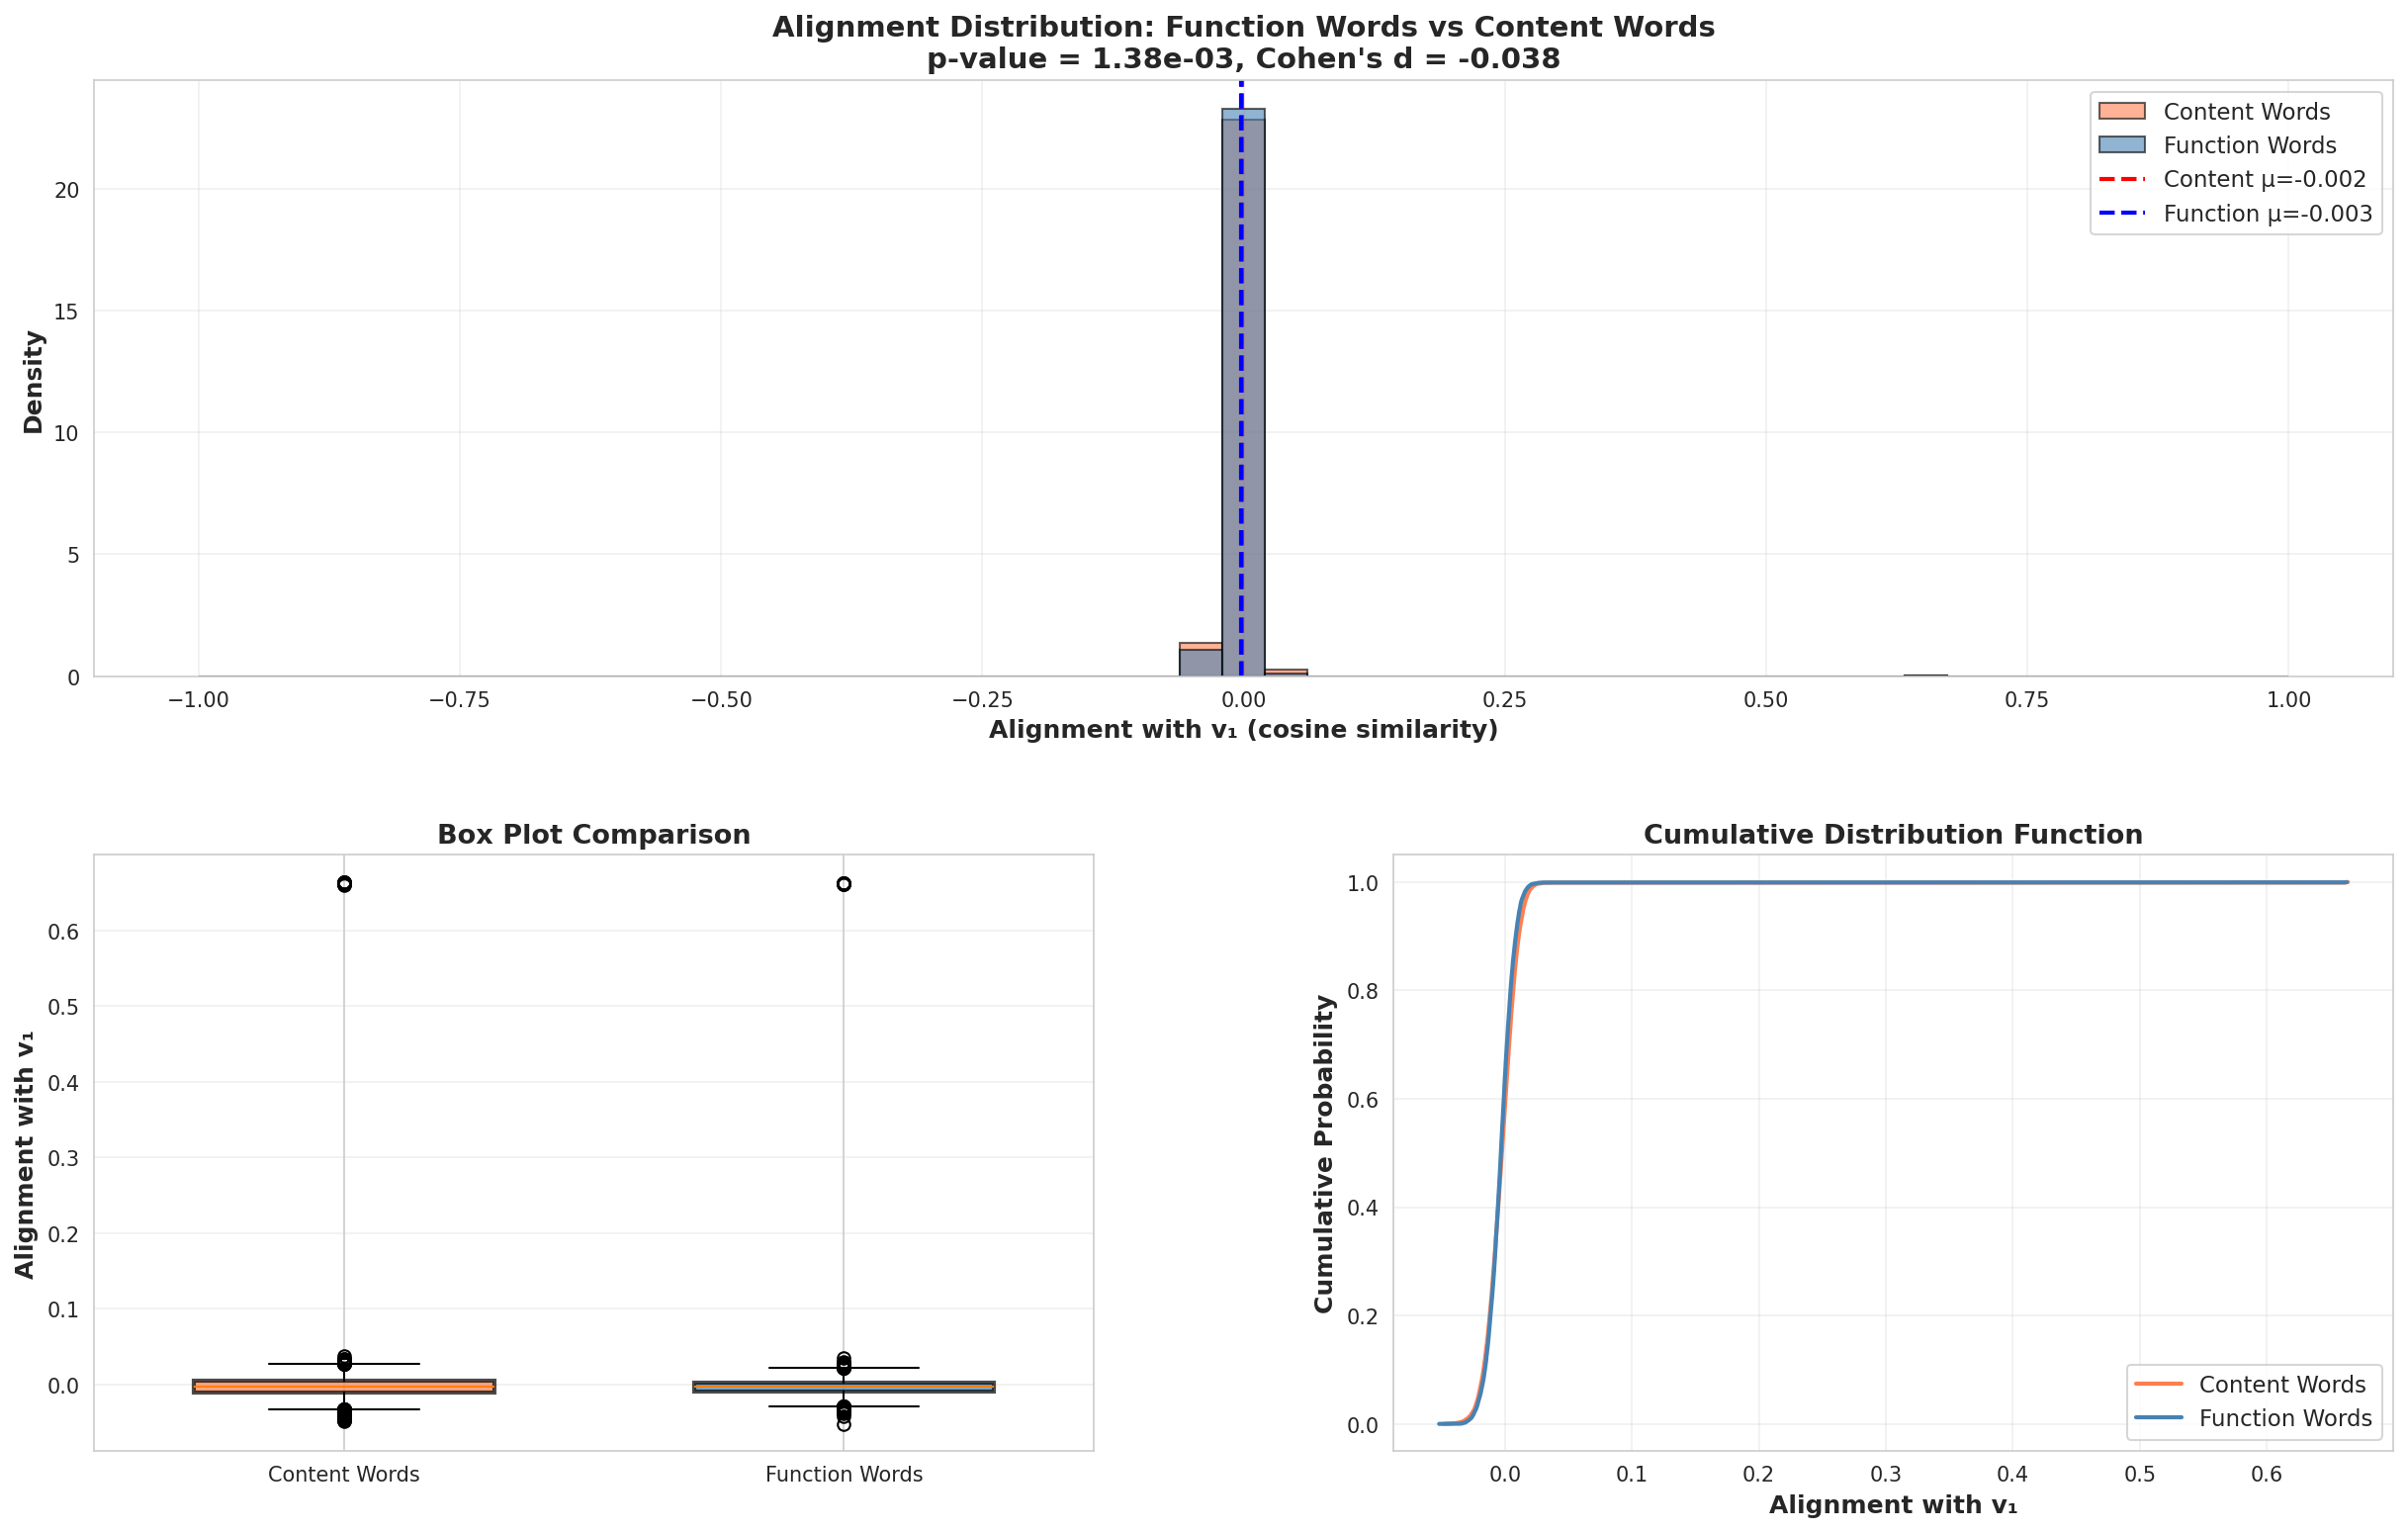 Alignment Distribution: Function Words vs Content Words
p-value = 1.38e-03, Cohen's d = -0.038
Density
20
15
10
5
0
Content Words
Function Words
Content μ=-0.002
Function μ=-0.003
−1.00 −0.75 −0.50 −0.25 0.00 0.25 0.50 0.75 1.00
Alignment with v₁ (cosine similarity)
Box Plot Comparison
Alignment with v₁
0.6
0.5
0.4
0.3
0.2
0.1
0.0
Content Words Function Words
Cumulative Distribution Function
Cumulative Probability
1.0
0.8
0.6
0.4
0.2
0.0
Content Words
Function Words
0.0 0.1 0.2 0.3 0.4 0.5 0.6
Alignment with v₁